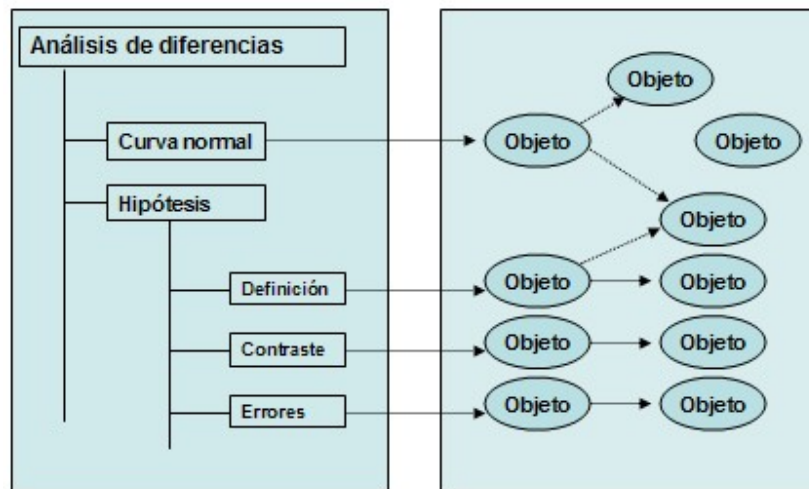 Análisis de diferencias
Curva normal
Hipótesis
Definición
Contraste
Errores
Objeto
Objeto
Objeto
Objeto
Objeto
Objeto
Objeto
Objeto
Objeto
Objeto